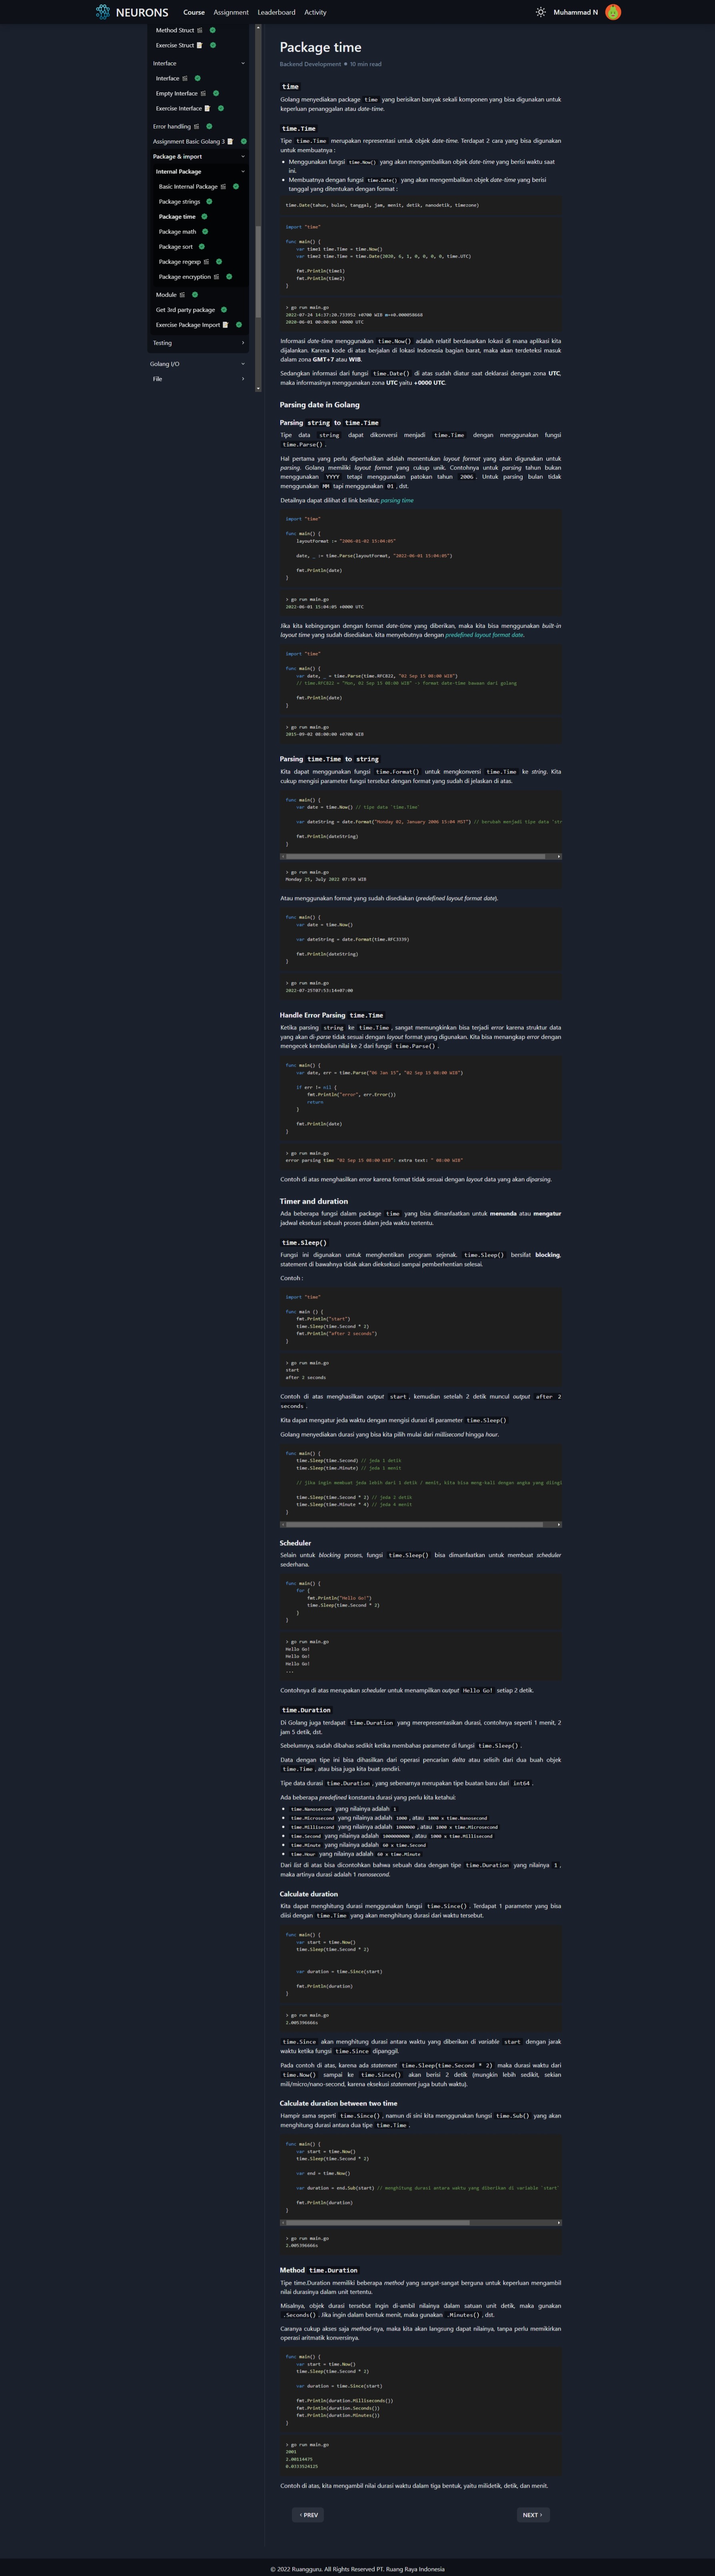 NEURONS
Course Assignment Leaderboard Activity
Muhammad N
Method Struct
Exercise Struct
Interface
Interface
Empty Interface
Exercise Interface
Error handling
Assignment Basic Golang 3
Package & import
Internal Package
Basic Internal Package
Package strings
Package time
Package math
Package sort
Package regexp
Package encryption
Module
Get 3rd party package
Exercise Package Import
Testing
Golang I/O
File
Package time
Backend Development • 10 min read
time
Golang menyediakan package time yang berisikan banyak sekali komponen yang bisa digunakan untuk
keperluan penanggalan atau date-time.
time.Time
Tipe time.Time merupakan representasi untuk objek date-time. Terdapat 2 cara yang bisa digunakan
untuk membuatnya :
• Menggunakan fungsi time.Now() yang akan mengembalikan objek date-time yang berisi waktu saat
ini.
• Membuatnya dengan fungsi time.Date() yang akan mengembalikan objek date-time yang berisi
tanggal yang ditentukan dengan format :
time.Date(tahun, bulan, tanggal, jam, menit, detik, nanodetik, timezone)
import "time"
func main() {
var time1 time.Time = time.Now()
var time2 time.Time = time.Date(2020, 6, 1, 0, 0, 0, 0, time.UTC)
fmt.Println(time1)
fmt.Println(time2)
}
> go run main.go
2022-07-24 14:37:20.733952 +0700 WIB m=+0.000058668
2020-06-01 00:00:00 +0000 UTC
Informasi date-time menggunakan time.Now() adalah relatif berdasarkan lokasi di mana aplikasi kita
dijalankan. Karena kode di atas berjalan di lokasi Indonesia bagian barat, maka akan terdeteksi masuk
dalam zona GMT+7 atau WIB.
Sedangkan informasi dari fungsi time.Date() di atas sudah diatur saat deklarasi dengan zona UTC,
maka informasinya menggunakan zona UTC yaitu +0000 UTC.
Parsing date in Golang
Parsing string to time.Time
Tipe data string dapat dikonversi menjadi time.Time dengan menggunakan fungsi
time.Parse().
Hal pertama yang perlu diperhatikan adalah menentukan layout format yang akan digunakan untuk
parsing. Golang memiliki layout format yang cukup unik. Contohnya untuk parsing tahun bukan
menggunakan YYYY tetapi menggunakan patokan tahun 2006. Untuk parsing bulan tidak
menggunakan MM tapi menggunakan 01, dst.
Detailnya dapat dilihat di link berikut: parsing time
import "time"
func main() {
layoutFormat := "2006-01-02 15:04:05"
date, _ := time.Parse(layoutFormat, "2022-06-01 15:04:05")
fmt.Println(date)
}
> go run main.go
2022-06-01 15:04:05 +0000 UTC
Jika kita kebingungan dengan format date-time yang diberikan, maka kita bisa menggunakan built-in
layout time yang sudah disediakan. kita menyebutnya dengan predefined layout format date.
import "time"
func main() {
var date, _ = time.Parse(time.RFC822, "02 Sep 15 08:00 WIB")
// time.RFC822 = "Mon, 02 Sep 15 08:00 WIB" -> format date-time bawaan dari golang
fmt.Println(date)
}
> go run main.go
2015-09-02 08:00:00 +0700 WIB
Parsing time.Time to string
Kita dapat menggunakan fungsi time.Format() untuk mengkonversi time.Time ke string. Kita
cukup mengisi parameter fungsi tersebut dengan format yang sudah di jelaskan di atas.
func main() {
var date = time.Now() // tipe data `time.Time`
var dateString = date.Format("Monday 02, January 2006 15:04 MST") // berubah menjadi tipe data `str
fmt.Println(dateString)
}
> go run main.go
Monday 25, July 2022 07:50 WIB
Atau menggunakan format yang sudah disediakan (predefined layout format date).
func main() {
var date = time.Now()
var dateString = date.Format(time.RFC3339)
fmt.Println(dateString)
}
> go run main.go
2022-07-25T07:53:14+07:00
Handle Error Parsing time.Time
Ketika parsing string ke time.Time, sangat memungkinkan bisa terjadi error karena struktur data
yang akan di-parse tidak sesuai dengan layout format yang digunakan. Kita bisa menangkap error dengan
mengecek kembalian nilai ke 2 dari fungsi time.Parse().
func main() {
var date, err = time.Parse("06 Jan 15", "02 Sep 15 08:00 WIB")
if err != nil {
fmt.Println("error", err.Error())
return
}
fmt.Println(date)
}
> go run main.go
error parsing time "02 Sep 15 08:00 WIB": extra text: " 08:00 WIB"
Contoh di atas menghasilkan error karena format tidak sesuai dengan layout data yang akan diparsing.
Timer and duration
Ada beberapa fungsi dalam package time yang bisa dimanfaatkan untuk menunda atau mengatur
jadwal eksekusi sebuah proses dalam jeda waktu tertentu.
time.Sleep()
Fungsi ini digunakan untuk menghentikan program sejenak. time.Sleep() bersifat blocking,
statement di bawahnya tidak akan dieksekusi sampai pemberhentian selesai.
Contoh :
import "time"
func main () {
fmt.Println("start")
time.Sleep(time.Second * 2)
fmt.Println("after 2 seconds")
}
> go run main.go
start
after 2 seconds
Contoh di atas menghasilkan output start, kemudian setelah 2 detik muncul output after 2
seconds.
Kita dapat mengatur jeda waktu dengan mengisi durasi di parameter time.Sleep()
Golang menyediakan durasi yang bisa kita pilih mulai dari millisecond hingga hour.
func main() {
time.Sleep(time.Second) // jeda 1 detik
time.Sleep(time.Minute) // jeda 1 menit
// jika ingin membuat jeda lebih dari 1 detik / menit, kita bisa meng-kali dengan angka yang diingi
time.Sleep(time.Second * 2) // jeda 2 detik
time.Sleep(time.Minute * 4) // jeda 4 menit
}
Scheduler
Selain untuk blocking proses, fungsi time.Sleep() bisa dimanfaatkan untuk membuat scheduler
sederhana.
func main() {
for {
fmt.Println("Hello Go!")
time.Sleep(time.Second * 2)
}
}
> go run main.go
Hello Go!
Hello Go!
Hello Go!
...
Contohnya di atas merupakan scheduler untuk menampilkan output Hello Go! setiap 2 detik.
time.Duration
Di Golang juga terdapat time.Duration yang merepresentasikan durasi, contohnya seperti 1 menit, 2
jam 5 detik, dst.
Sebelumnya, sudah dibahas sedikit ketika membahas parameter di fungsi time.Sleep().
Data dengan tipe ini bisa dihasilkan dari operasi pencarian delta atau selisih dari dua buah objek
time.Time, atau bisa juga kita buat sendiri.
Tipe data durasi time.Duration, yang sebenarnya merupakan tipe buatan baru dari int64.
Ada beberapa predefined konstanta durasi yang perlu kita ketahui:
• time.Nanosecond yang nilainya adalah 1
• time.Microsecond yang nilainya adalah 1000, atau 1000 x time.Nanosecond
• time.Millisecond yang nilainya adalah 1000000, atau 1000 x time.Microsecond
• time.Second yang nilainya adalah 1000000000, atau 1000 x time.Millisecond
• time.Minute yang nilainya adalah 60 x time.Second
• time.Hour yang nilainya adalah 60 x time.Minute
Dari list di atas bisa dicontohkan bahwa sebuah data dengan tipe time.Duration yang nilainya 1,
maka artinya durasi adalah 1 nanosecond.
Calculate duration
Kita dapat menghitung durasi menggunakan fungsi time.Since(). Terdapat 1 parameter yang bisa
diisi dengan time.Time yang akan menghitung durasi dari waktu tersebut.
func main() {
var start = time.Now()
time.Sleep(time.Second * 2)
var duration = time.Since(start)
fmt.Println(duration)
}
> go run main.go
2.005396666s
time.Since akan menghitung durasi antara waktu yang diberikan di variable start dengan jarak
waktu ketika fungsi time.Since dipanggil.
Pada contoh di atas, karena ada statement time.Sleep(time.Second * 2) maka durasi waktu dari
time.Now() sampai ke time.Since() akan berisi 2 detik (mungkin lebih sedikit, sekian
mili/micro/nano-second, karena eksekusi statement juga butuh waktu).
Calculate duration between two time
Hampir sama seperti time.Since(), namun di sini kita menggunakan fungsi time.Sub() yang akan
menghitung durasi antara dua tipe time.Time.
func main() {
var start = time.Now()
time.Sleep(time.Second * 2)
var end = time.Now()
var duration = end.Sub(start) // menghitung durasi antara waktu yang diberikan di variable `start`
fmt.Println(duration)
}
> go run main.go
2.005396666s
Method time.Duration
Tipe time.Duration memiliki beberapa method yang sangat-sangat berguna untuk keperluan mengambil
nilai durasinya dalam unit tertentu.
Misalnya, objek durasi tersebut ingin di-ambil nilainya dalam satuan unit detik, maka gunakan
.Seconds(). Jika ingin dalam bentuk menit, maka gunakan .Minutes(), dst.
Caranya cukup akses saja method-nya, maka kita akan langsung dapat nilainya, tanpa perlu memikirkan
operasi aritmatik konversinya.
func main() {
var start = time.Now()
time.Sleep(time.Second * 2)
var duration = time.Since(start)
fmt.Println(duration.Milliseconds())
fmt.Println(duration.Seconds())
fmt.Println(duration.Minutes())
}
> go run main.go
2001
2.00114475
0.0333524125
Contoh di atas, kita mengambil nilai durasi waktu dalam tiga bentuk, yaitu milidetik, detik, dan menit.
‹ PREV
NEXT ›
© 2022 Ruangguru. All Rights Reserved PT. Ruang Raya Indonesia